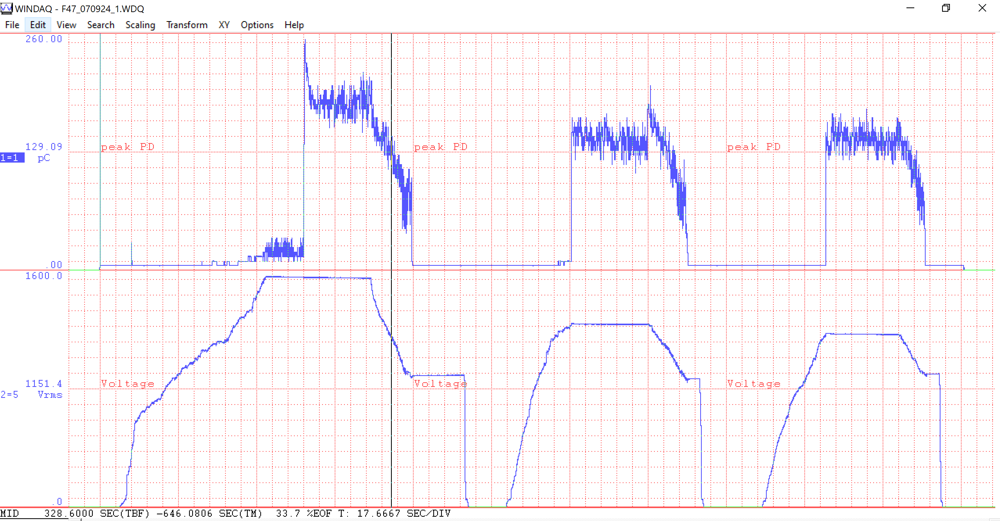 WINDAQ - F47_070924_1.WDQ
File Edit View Search Scaling Transform XY Options Help
260.00
129.09 peak PD peak PD peak PD
1=1 pC
.00
1600.0
1151.4 Voltage Voltage Voltage
2=5 Vrms
.0
MID 328.6000 SEC(TBF) -646.0806 SEC(TM) 33.7 %EOF T: 17.6667 SEC/DIV